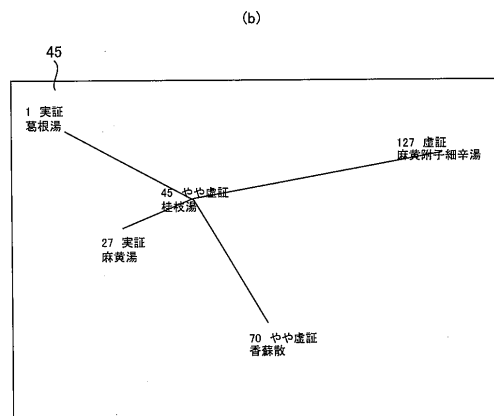 (b)
45
1 実証
葛根湯
127 虚証
麻黄附子細辛湯
45 やや虚証
桂枝湯
27 実証
麻黄湯
70 やや虚証
香蘇散